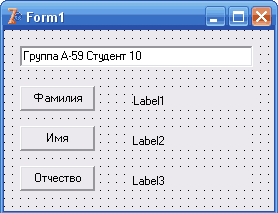 Form1
Группа А-59 Студент 10
Фамилия
Label1
Имя
Label2
Отчество
Label3